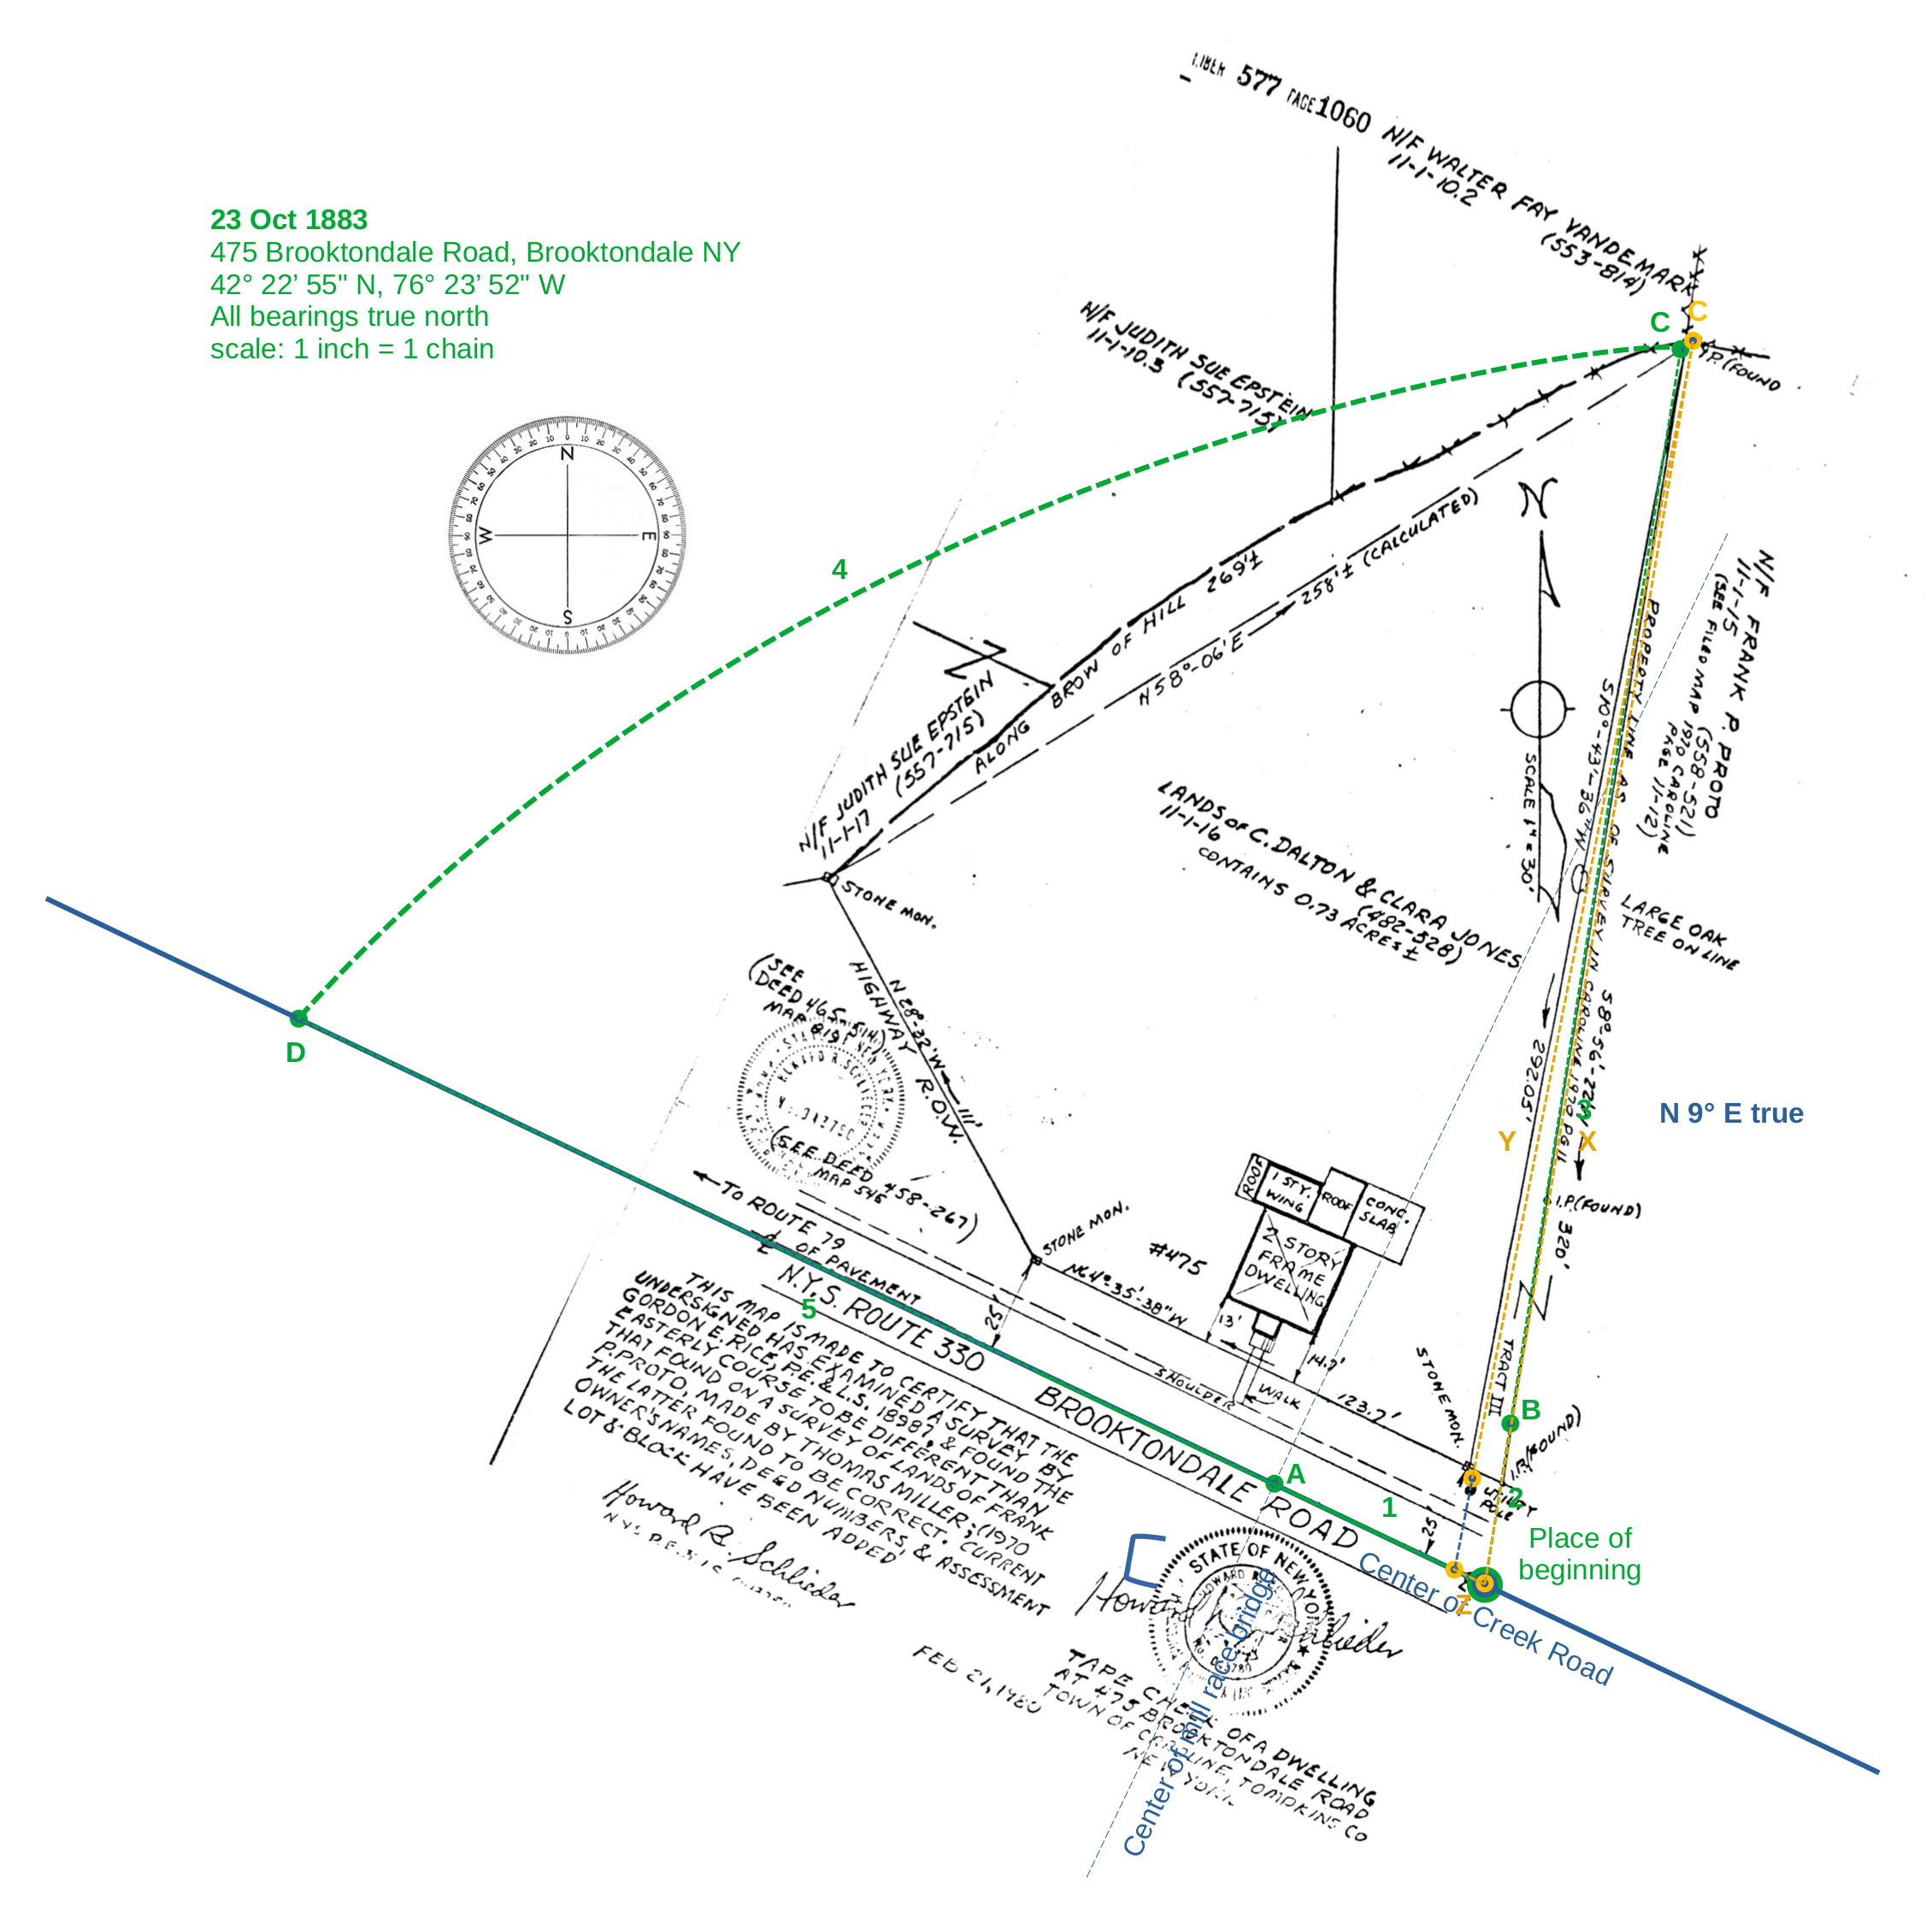 LIBER 577 PAGE 1060
N/F WALTER FAY VANDEMARK
11-1-10.2
(553-814)
23 Oct 1883
475 Brooktondale Road, Brooktondale NY
42° 22’ 55" N, 76° 23’ 52" W
All bearings true north
scale: 1 inch = 1 chain
N
W
E
S
N/F JUDITH SUE EPSTEIN
11-1-10.3 (557-715)
C
C
I.P. (FOUND
4
N
SCALE 1" = 30'
ALONG BROW OF HILL 269'±
N58°-06'E
258'± (CALCULATED)
N/F JUDITH SUE EPSTEIN
11-1-17 (557-715)
STONE MON.
N/F FRANK P. PROTO
11-1-15 (558-521)
(SEE FILED MAP 1970 CAROLINE
PAGE 11-12)
PROPERTY LINE AS OF SURVEY IN CAROLINE 1970 PG 11
S10°-43'-36"W
292.05'
S8°-56'-22"W
320'
LARGE OAK
TREE ON LINE
LANDS OF C. DALTON & CLARA JONES
11-1-16 (482-528)
CONTAINS 0.73 ACRES ±
N 9° E true
3
Y
X
I.P. (FOUND)
D
(SEE
DEED 465-514)
MAP 819
N 28°-22'W 111'
HIGHWAY R.O.W.
(SEE DEED 458-267)
MAP 546
TO ROUTE 79
℄ OF PAVEMENT
5
N.Y.S. ROUTE 330 BROOKTONDALE ROAD
STONE MON.
25'
N64°-35'-38"W
123.7'
#475
ROOF
1 STY.
WING
ROOF
CONC.
SLAB
2 STORY
FRAME
DWELLING
13'
14.7'
SHOULDER
WALK
STONE MON.
TRACT III
B
I.P. (FOUND)
UTILITY
POLE
2
A
1
25'
Place of
beginning
Z
Center of Creek Road
Center of mill race bridge
THIS MAP IS MADE TO CERTIFY THAT THE
UNDERSIGNED HAS EXAMINED A SURVEY BY
GORDON E. RICE, P.E. & L.S. 18987, & FOUND THE
EASTERLY COURSE TO BE DIFFERENT THAN
THAT FOUND ON A SURVEY OF LANDS OF FRANK
P. PROTO, MADE BY THOMAS MILLER; (1970
THE LATTER FOUND TO BE CORRECT. CURRENT
OWNER'S NAMES, DEED NUMBERS, & ASSESSMENT
LOT & BLOCK HAVE BEEN ADDED
Howard R. Schlieder
STATE OF NEW YORK
Howard R. Schlieder
FEB 21, 1980
TAPE CHECK OF A DWELLING
AT 475 BROOKTONDALE ROAD
TOWN OF CAROLINE, TOMPKINS CO
NEW YORK